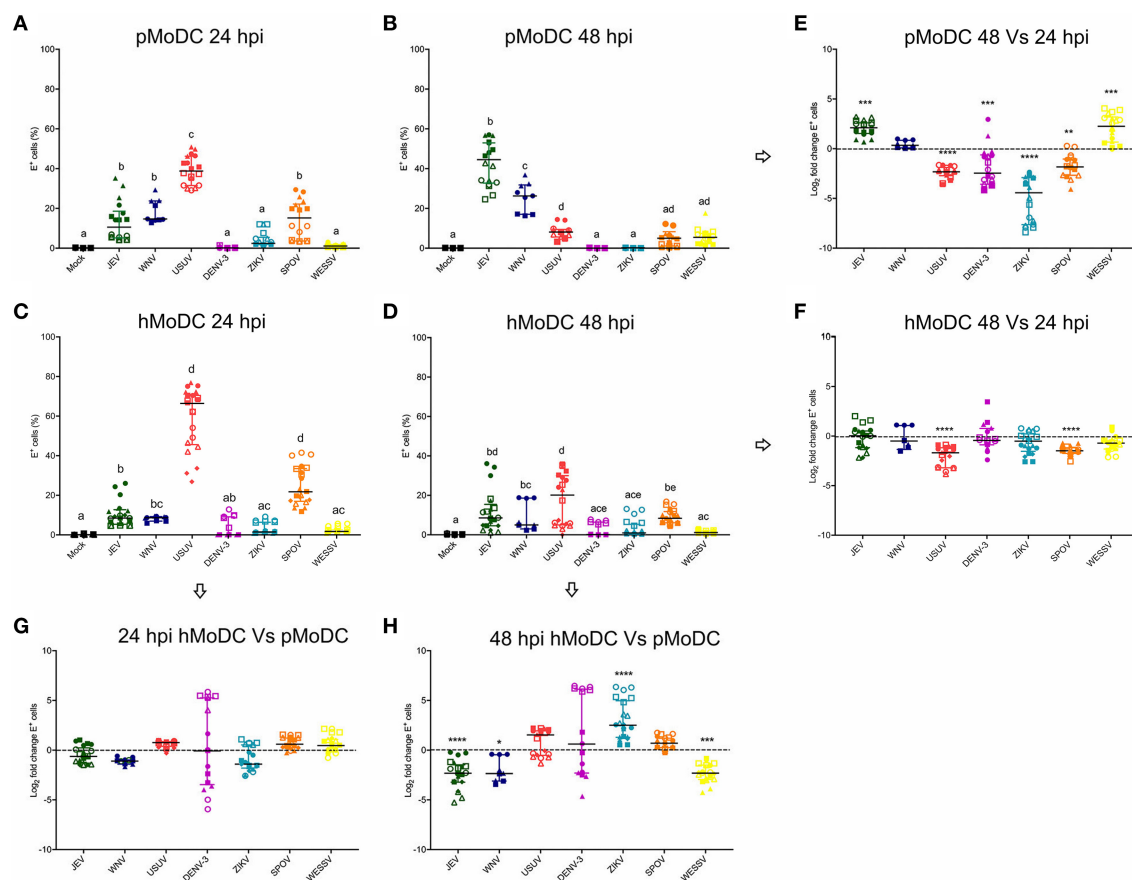 A
pMoDC 24 hpi
E+ cells (%)
100
80
60
40
20
0
a
b
b
c
a
a
b
a
Mock
JEV
WNV
USUV
DENV-3
ZIKV
SPOV
WESSV
B
pMoDC 48 hpi
E+ cells (%)
100
80
60
40
20
0
a
b
c
d
a
a
ad
ad
Mock
JEV
WNV
USUV
DENV-3
ZIKV
SPOV
WESSV
E
pMoDC 48 Vs 24 hpi
Log2 fold change E+ cells
10
5
0
-5
-10
***
****
***
****
**
***
JEV
WNV
USUV
DENV-3
ZIKV
SPOV
WESSV
C
hMoDC 24 hpi
E+ cells (%)
100
80
60
40
20
0
a
b
bc
d
ab
ac
d
ac
Mock
JEV
WNV
USUV
DENV-3
ZIKV
SPOV
WESSV
D
hMoDC 48 hpi
E+ cells (%)
100
80
60
40
20
0
a
bd
bc
d
ace
ace
be
ac
Mock
JEV
WNV
USUV
DENV-3
ZIKV
SPOV
WESSV
F
hMoDC 48 Vs 24 hpi
Log2 fold change E+ cells
10
5
0
-5
-10
****
****
JEV
WNV
USUV
DENV-3
ZIKV
SPOV
WESSV
G
24 hpi hMoDC Vs pMoDC
Log2 fold change E+ cells
10
5
0
-5
-10
JEV
WNV
USUV
DENV-3
ZIKV
SPOV
WESSV
H
48 hpi hMoDC Vs pMoDC
Log2 fold change E+ cells
10
5
0
-5
-10
****
*
****
***
JEV
WNV
USUV
DENV-3
ZIKV
SPOV
WESSV